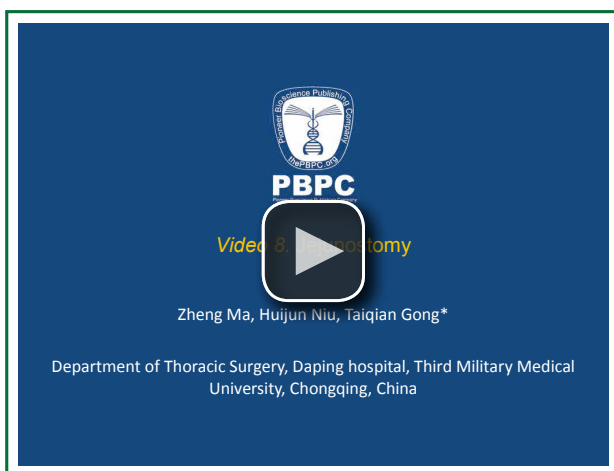 Pioneer Bioscience Publishing Company
thePBPC.org
PBPC
Video 8. Jejunostomy
Zheng Ma, Huijun Niu, Taiqian Gong*
Department of Thoracic Surgery, Daping hospital, Third Military Medical
University, Chongqing, China